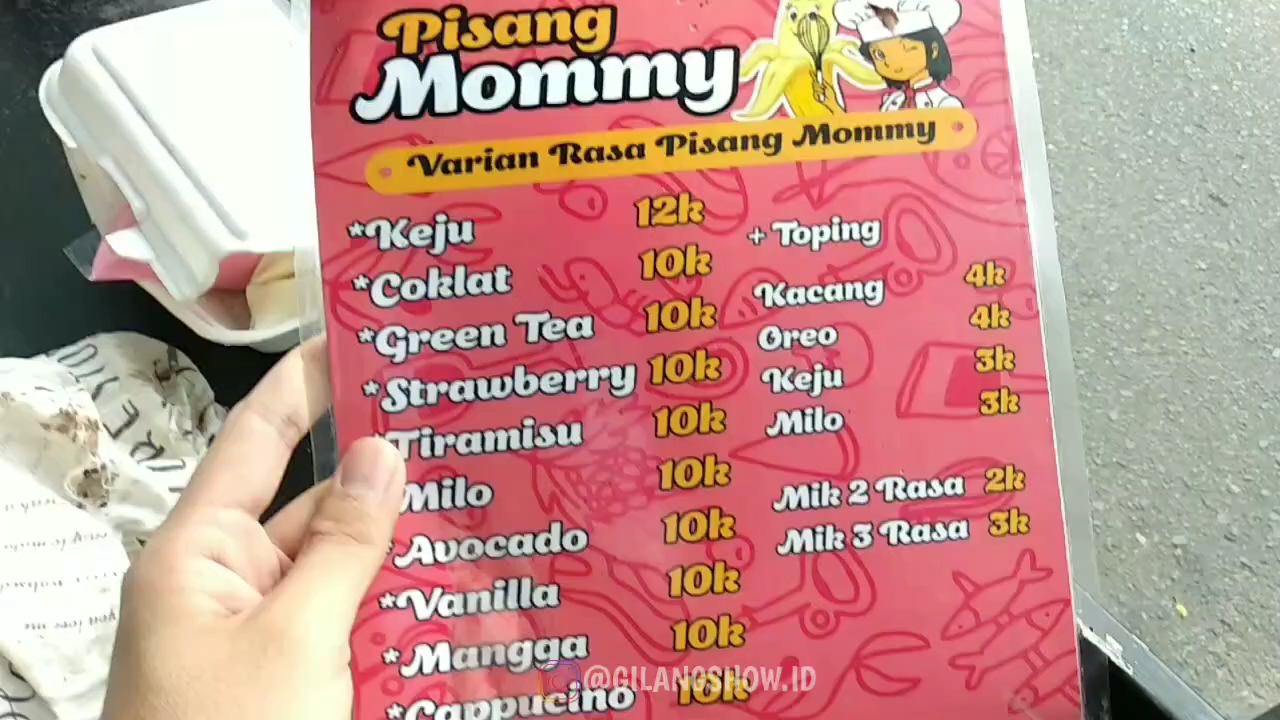 Pisang
Mommy
Varian Rasa Pisang Mommy
*Keju 12k
*Coklat 10k
*Green Tea 10k
*Strawberry 10k
Tiramisu 10k
Milo 10k
Avocado 10k
*Vanilla 10k
*Mangga 10k
*Cappucino 10k
+ Toping
Kacang 4k
Oreo 4k
Keju 3k
Milo 3k
Mik 2 Rasa 2k
Mik 3 Rasa 3k
@GILANGSHOW.ID